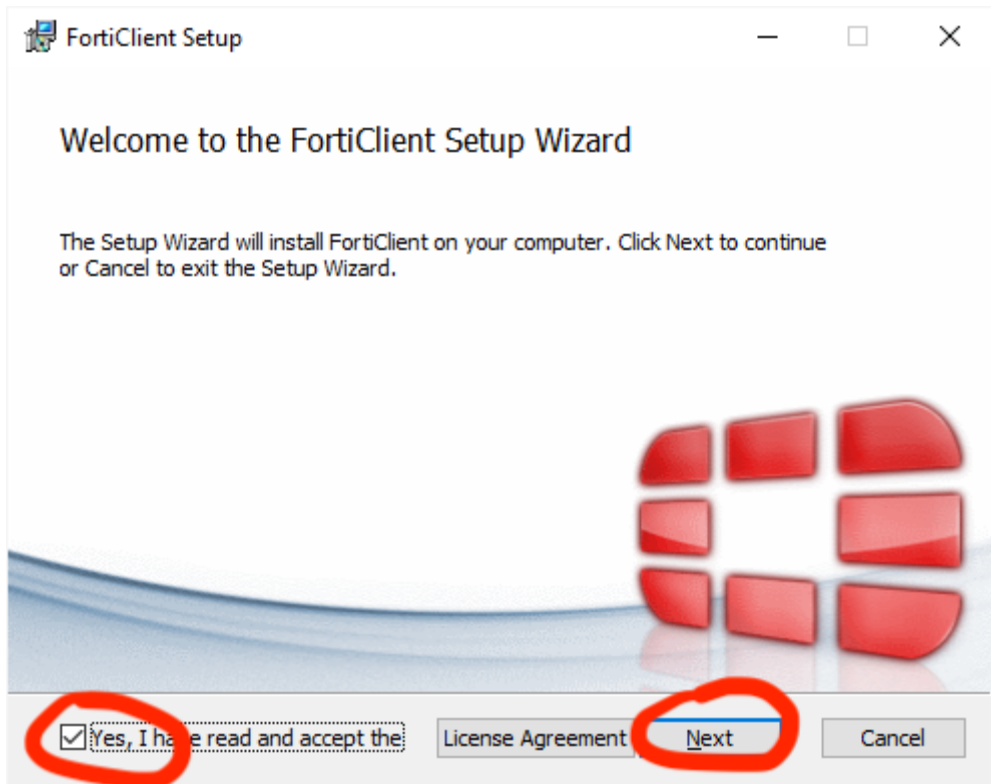 FortiClient Setup
Welcome to the FortiClient Setup Wizard
The Setup Wizard will install FortiClient on your computer. Click Next to continue
or Cancel to exit the Setup Wizard.
Yes, I have read and accept the License Agreement Next Cancel